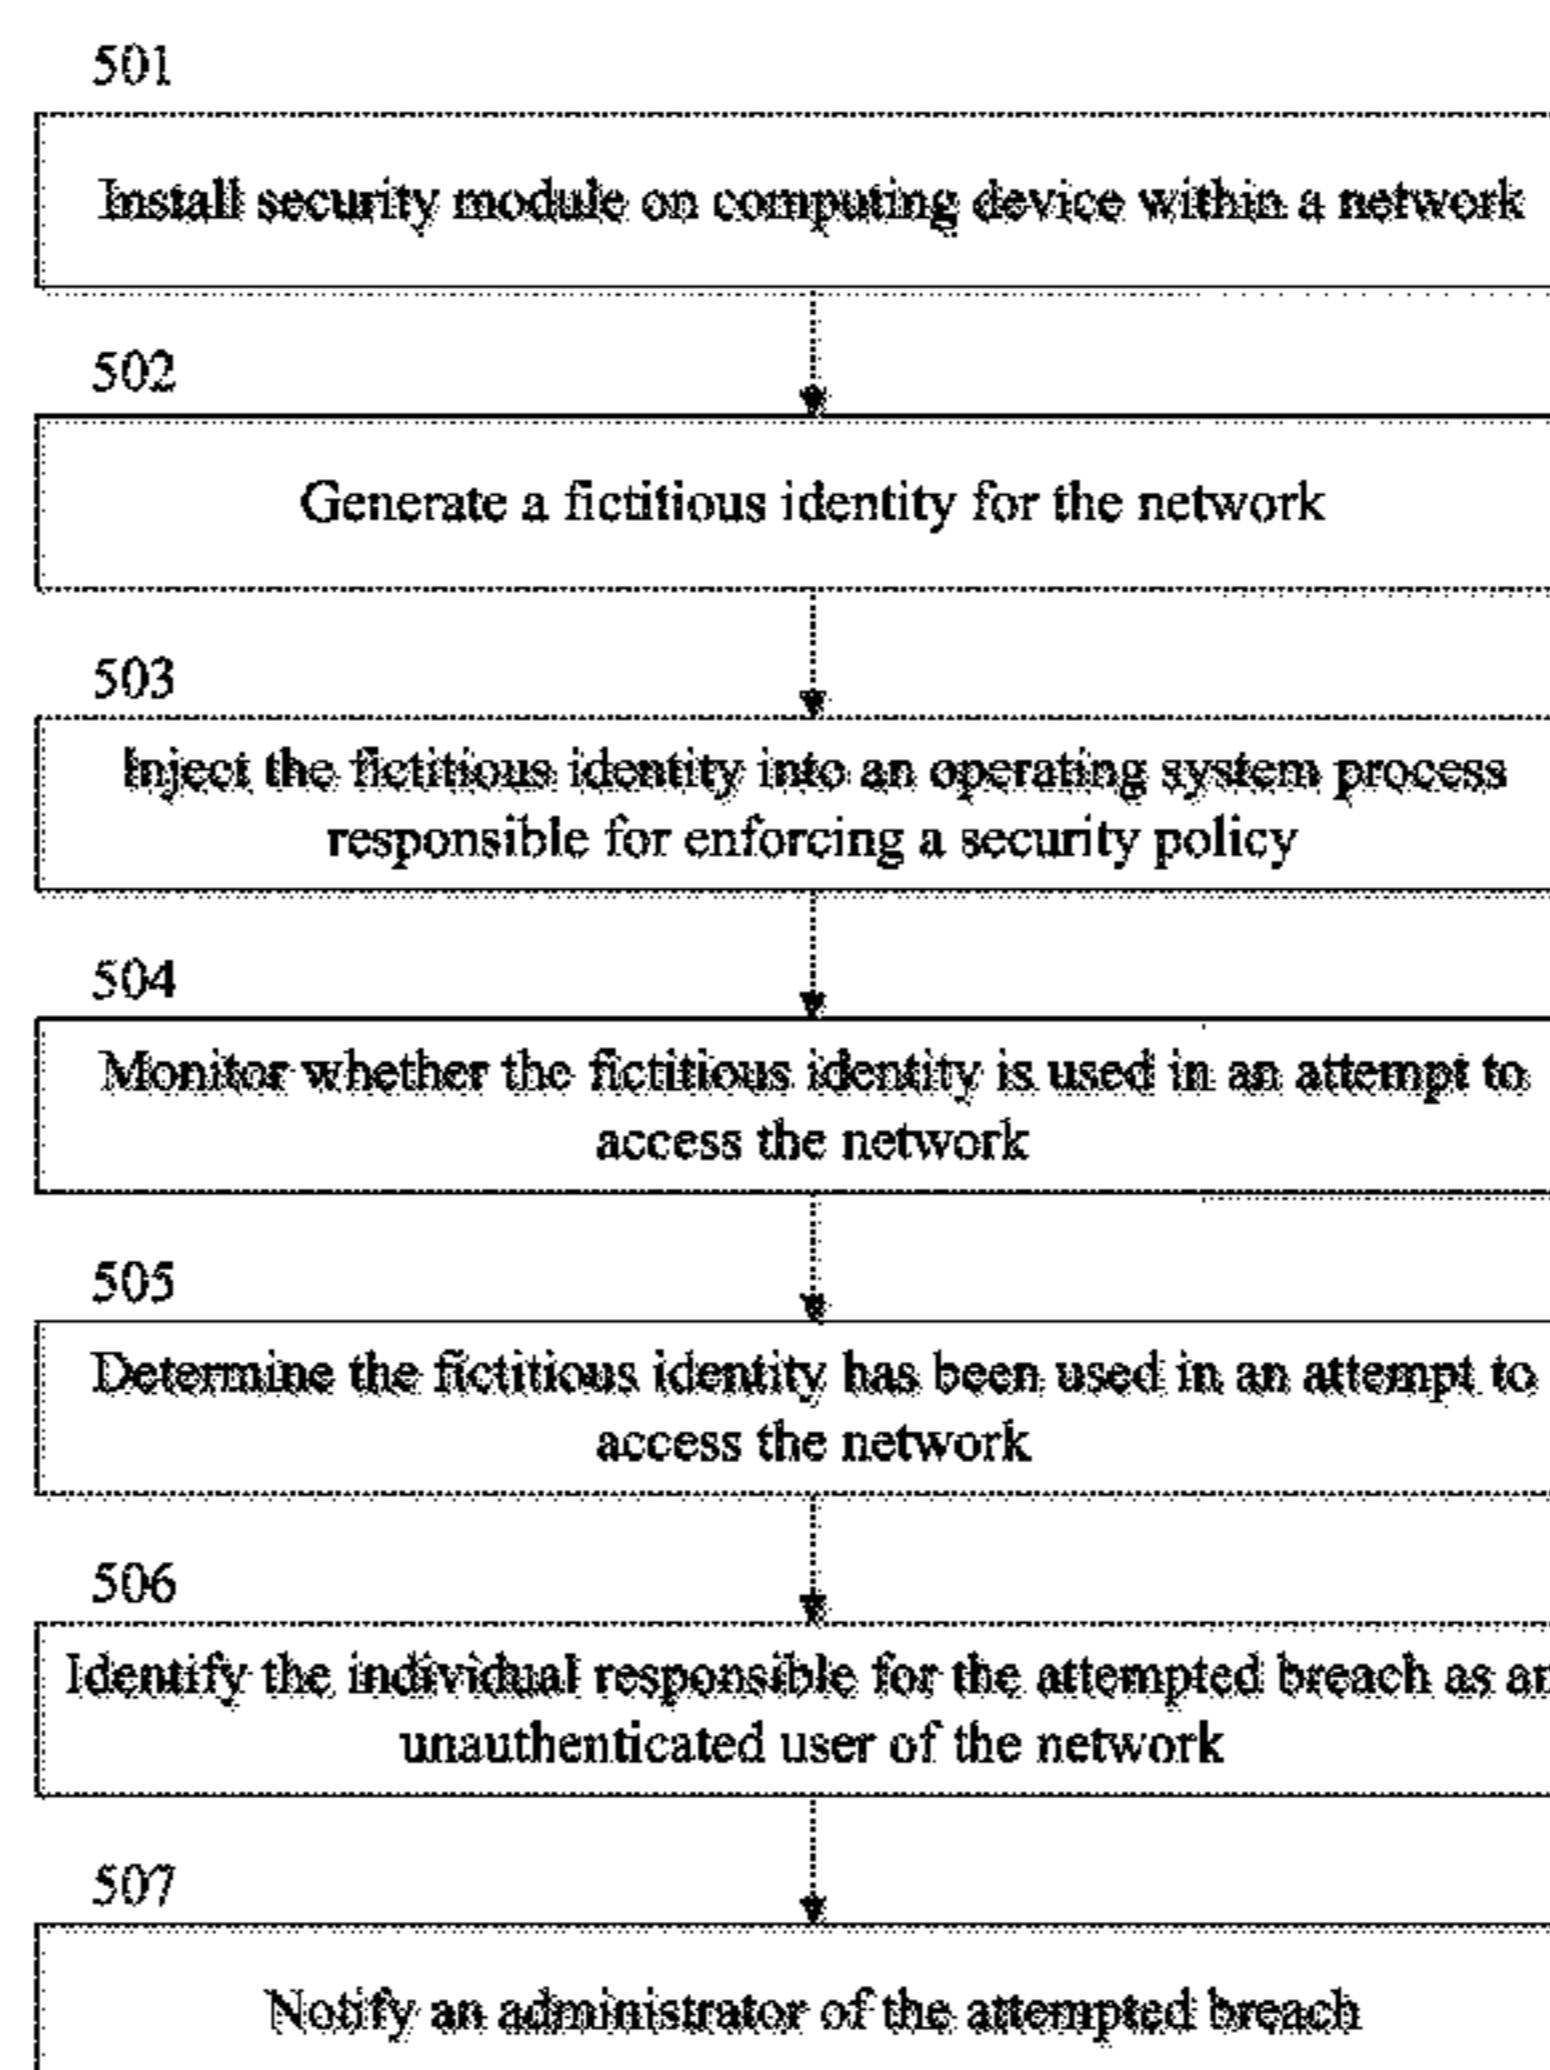 501
Install security module on computing device within a network
502
Generate a fictitious identity for the network
503
Inject the fictitious identity into an operating system process
responsible for enforcing a security policy
504
Monitor whether the fictitious identity is used in an attempt to
access the network
505
Determine the fictitious identity has been used in an attempt to
access the network
506
Identify the individual responsible for the attempted breach as an
unauthenticated user of the network
507
Notify an administrator of the attempted breach